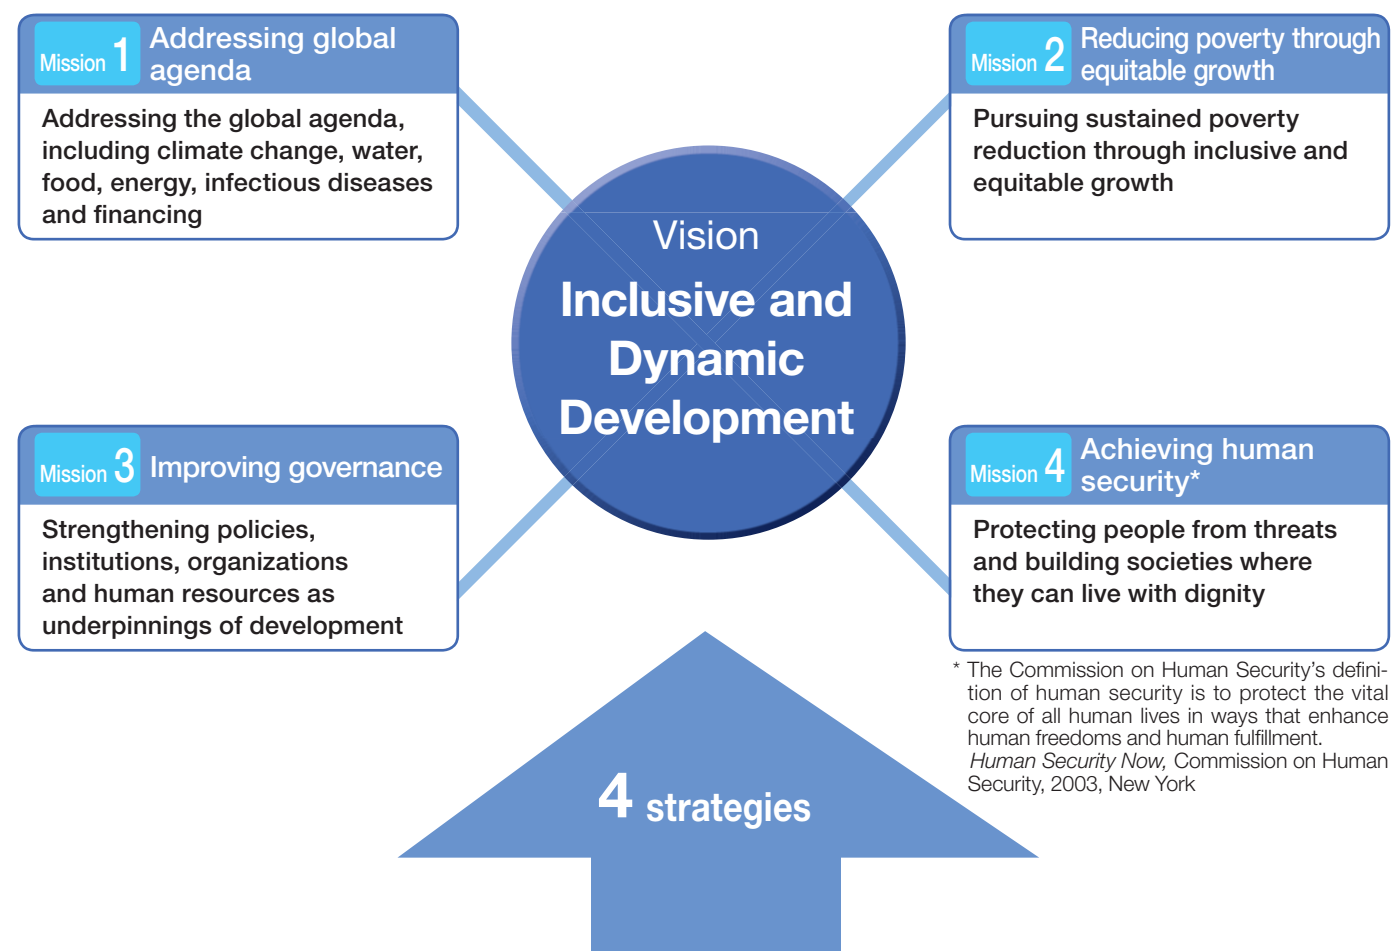 Mission 1 Addressing global
agenda
Addressing the global agenda,
including climate change, water,
food, energy, infectious diseases
and financing
Mission 2 Reducing poverty through
equitable growth
Pursuing sustained poverty
reduction through inclusive and
equitable growth
Vision
Inclusive and
Dynamic
Development
Mission 3 Improving governance
Strengthening policies,
institutions, organizations
and human resources as
underpinnings of development
Mission 4 Achieving human
security*
Protecting people from threats
and building societies where
they can live with dignity
* The Commission on Human Security's defini-
tion of human security is to protect the vital
core of all human lives in ways that enhance
human freedoms and human fulfillment.
Human Security Now, Commission on Human
Security, 2003, New York
4 strategies